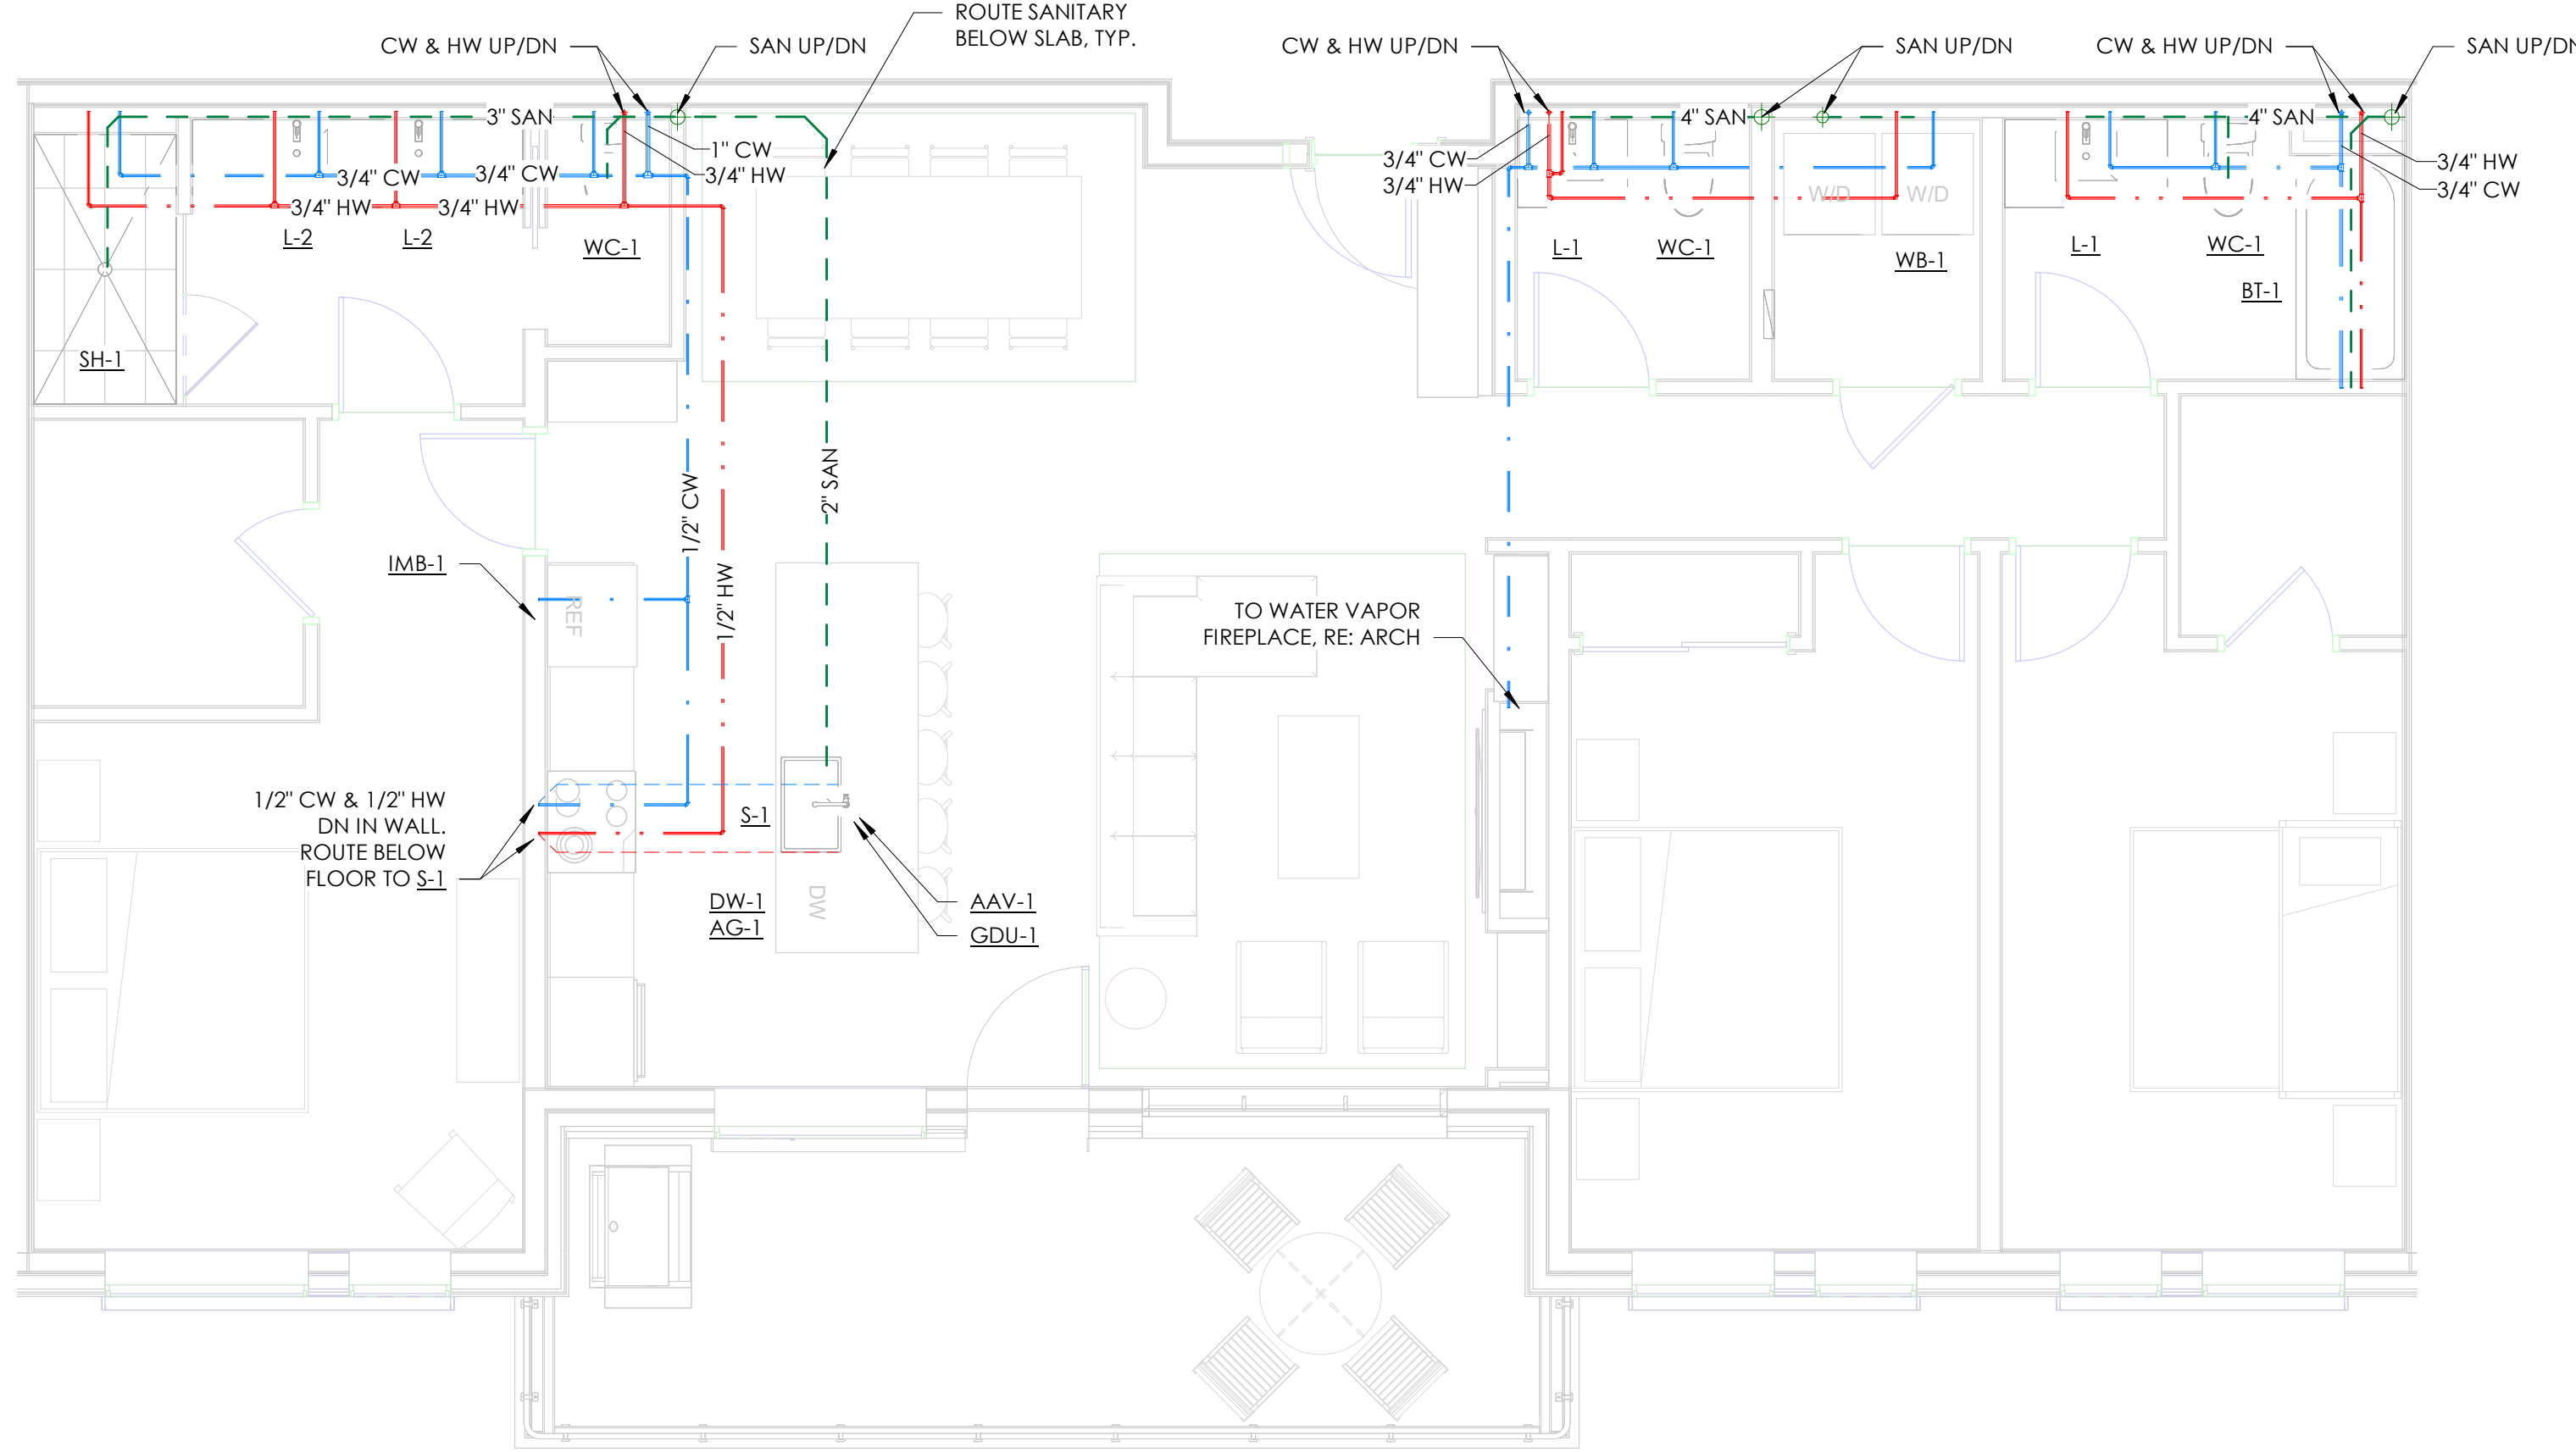 ROUTE SANITARY
BELOW SLAB, TYP.
CW & HW UP/DN
SAN UP/DN
CW & HW UP/DN
SAN UP/DN
CW & HW UP/DN
SAN UP/DN
3" SAN
4" SAN
4" SAN
1" CW
3/4" HW
3/4" CW
3/4" CW
3/4" HW
3/4" HW
3/4" CW
3/4" HW
3/4" HW
3/4" CW
W/D
W/D
L-2
L-2
WC-1
L-1
WC-1
WB-1
L-1
WC-1
BT-1
SH-1
2" SAN
1/2" CW
1/2" HW
IMB-1
REF
TO WATER VAPOR
FIREPLACE, RE: ARCH
1/2" CW & 1/2" HW
DN IN WALL.
ROUTE BELOW
FLOOR TO S-1
S-1
DW
DW-1
AG-1
AAV-1
GDU-1